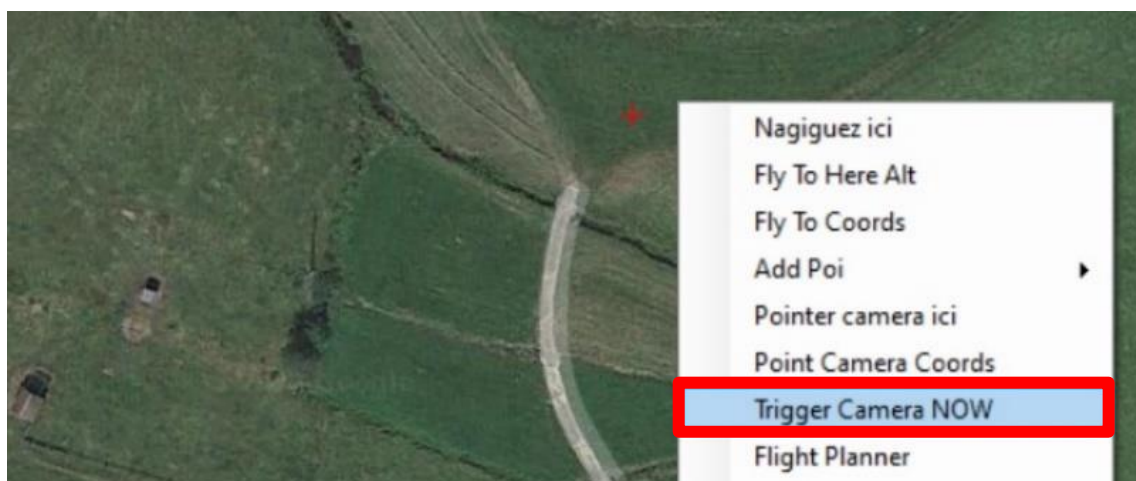 Nagiguez ici
Fly To Here Alt
Fly To Coords
Add Poi
Pointer camera ici
Point Camera Coords
Trigger Camera NOW
Flight Planner